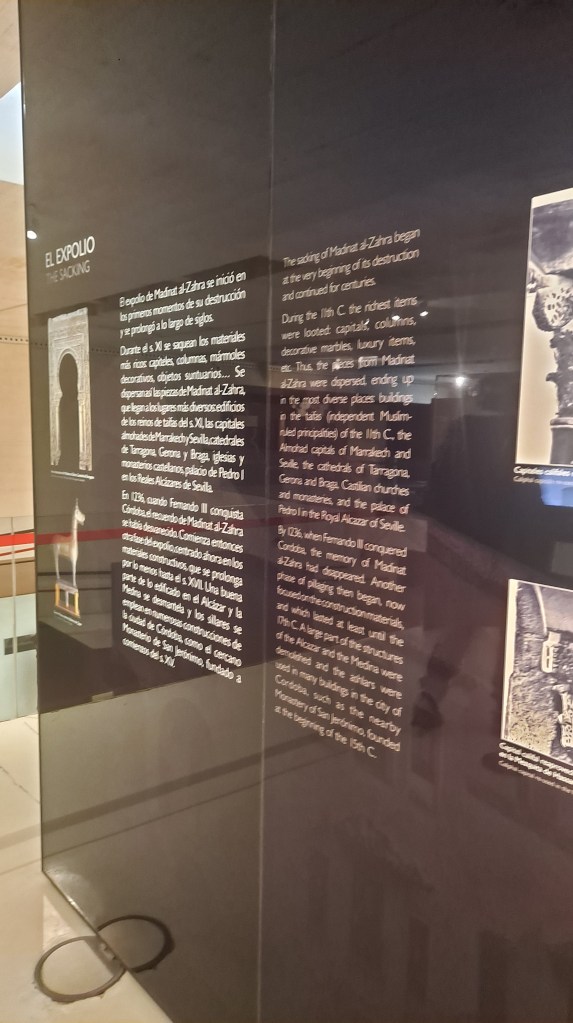 EL EXPOLIO
THE SACKING
El expolio de Madinat al-Zahra se inició en
los primeros momentos de su destrucción
y se prolongó a lo largo de siglos.
Durante el s. XI se saquean los materiales
más ricos: capiteles, columnas, mármoles
decorativos, objetos suntuarios... Se
dispersan así las piezas de Madinat al-Zahra,
que llegan a los lugares más diversos: edificios
de los reinos de taifas del s. XI, las capitales
almohades de Marrakech y Sevilla, catedrales
de Tarragona, Gerona y Braga, iglesias y
monasterios castellanos, palacio de Pedro I
en los Reales Alcázares de Sevilla.
En 1236, cuando Fernando III conquista
Córdoba, el recuerdo de Madinat al-Zahra
se había desvanecido. Comienza entonces
otra fase del expolio, centrado ahora en los
materiales constructivos, que se prolonga
por lo menos hasta el s. XVII. Una buena
parte de lo edificado en el Alcázar y la
Medina se desmantela y los sillares se
emplean en numerosas construcciones de
la ciudad de Córdoba, como el cercano
monasterio de San Jerónimo, fundado a
comienzos del s. XV.
The sacking of Madinat al-Zahra began
at the very beginning of its destruction
and continued for centuries.
During the 11th C. the richest items
were looted: capitals, columns,
decorative marbles, luxury items,
etc. Thus, the pieces from Madinat
al-Zahra were dispersed, ending up
in the most diverse places: buildings
in the taifas (independent Muslim-
ruled principalities) of the 11th C., the
Almohad capitals of Marrakech and
Seville, the cathedrals of Tarragona,
Gerona and Braga, Castilian churches
and monasteries, and the palace of
Pedro I in the Royal Alcazar of Seville.
By 1236, when Fernando III conquered
Cordoba, the memory of Madinat
al-Zahra had disappeared. Another
phase of pillaging then began, now
focused on the construction materials,
and which lasted at least until the
17th C. A large part of the structures
of the Alcazar and the Medina were
demolished and the ashlars were
used in many buildings in the city of
Cordoba, such as the nearby
Monastery of San Jerónimo, founded
at the beginning of the 15th C.
Capiteles califales
Capitel califal
en la Mezquita de